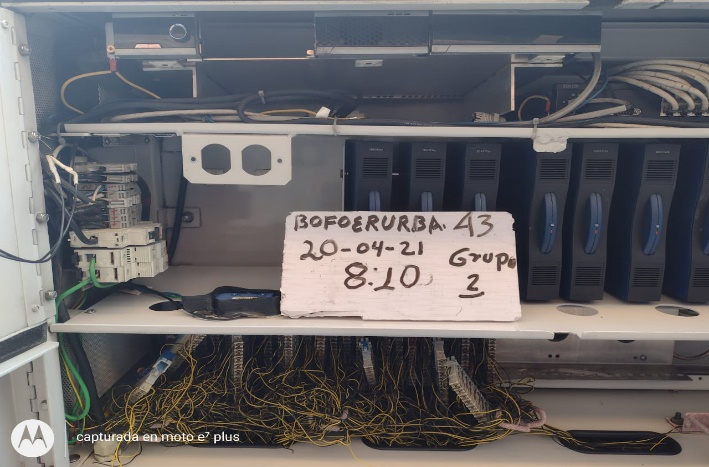 BOFOERURBA. 43
20-04-21
Grupo
8:10
2
capturada en moto e⁷ plus